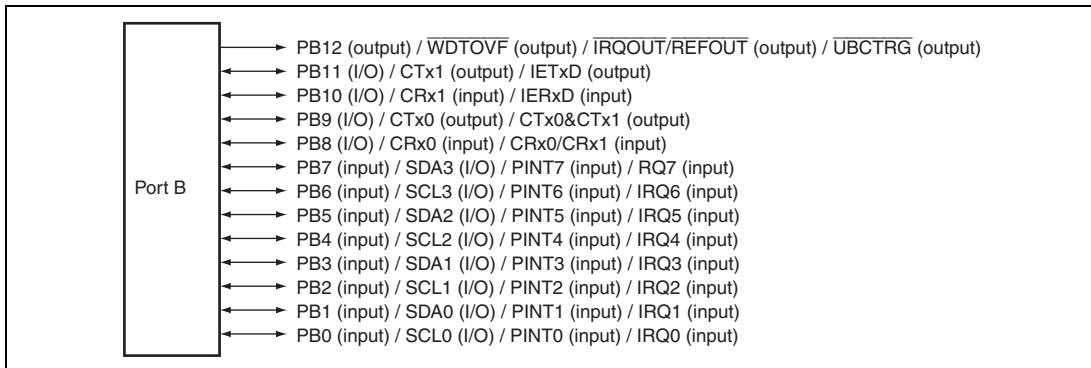 Port B
PB12 (output) / WDTOVF (output) / IRQOUT/REFOUT (output) / UBCTRG (output)
PB11 (I/O) / CTx1 (output) / IETxD (output)
PB10 (I/O) / CRx1 (input) / IERxD (input)
PB9 (I/O) / CTx0 (output) / CTx0&CTx1 (output)
PB8 (I/O) / CRx0 (input) / CRx0/CRx1 (input)
PB7 (input) / SDA3 (I/O) / PINT7 (input) / RQ7 (input)
PB6 (input) / SCL3 (I/O) / PINT6 (input) / IRQ6 (input)
PB5 (input) / SDA2 (I/O) / PINT5 (input) / IRQ5 (input)
PB4 (input) / SCL2 (I/O) / PINT4 (input) / IRQ4 (input)
PB3 (input) / SDA1 (I/O) / PINT3 (input) / IRQ3 (input)
PB2 (input) / SCL1 (I/O) / PINT2 (input) / IRQ2 (input)
PB1 (input) / SDA0 (I/O) / PINT1 (input) / IRQ1 (input)
PB0 (input) / SCL0 (I/O) / PINT0 (input) / IRQ0 (input)